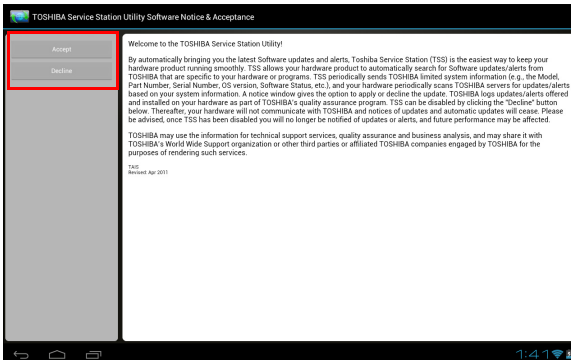 TOSHIBA Service Station Utility Software Notice & Acceptance
Accept
Decline
Welcome to the TOSHIBA Service Station Utility!
By automatically bringing you the latest Software updates and alerts, Toshiba Service Station (TSS) is the easiest way to keep your
hardware product running smoothly. TSS allows your hardware product to automatically search for Software updates/alerts from
TOSHIBA that are specific to your hardware or programs. TSS periodically sends TOSHIBA limited system information (e.g., the Model,
Part Number, Serial Number, OS version, Software Status, etc.), and your hardware periodically scans TOSHIBA servers for updates/alerts
based on your system information. A notice window gives the option to apply or decline the update. TOSHIBA logs updates/alerts offered
and installed on your hardware as part of TOSHIBA's quality assurance program. TSS can be disabled by clicking the "Decline" button
below. Thereafter, your hardware will not communicate with TOSHIBA and notices of updates and automatic updates will cease. Please
be advised, once TSS has been disabled you will no longer be notified of updates or alerts, and future performance may be affected.
TOSHIBA may use the information for technical support services, quality assurance and business analysis, and may share it with
TOSHIBA's World Wide Support organization or other third parties or affiliated TOSHIBA companies engaged by TOSHIBA for the
purposes of rendering such services.
TAIS
Revised: Apr 2011
1:41